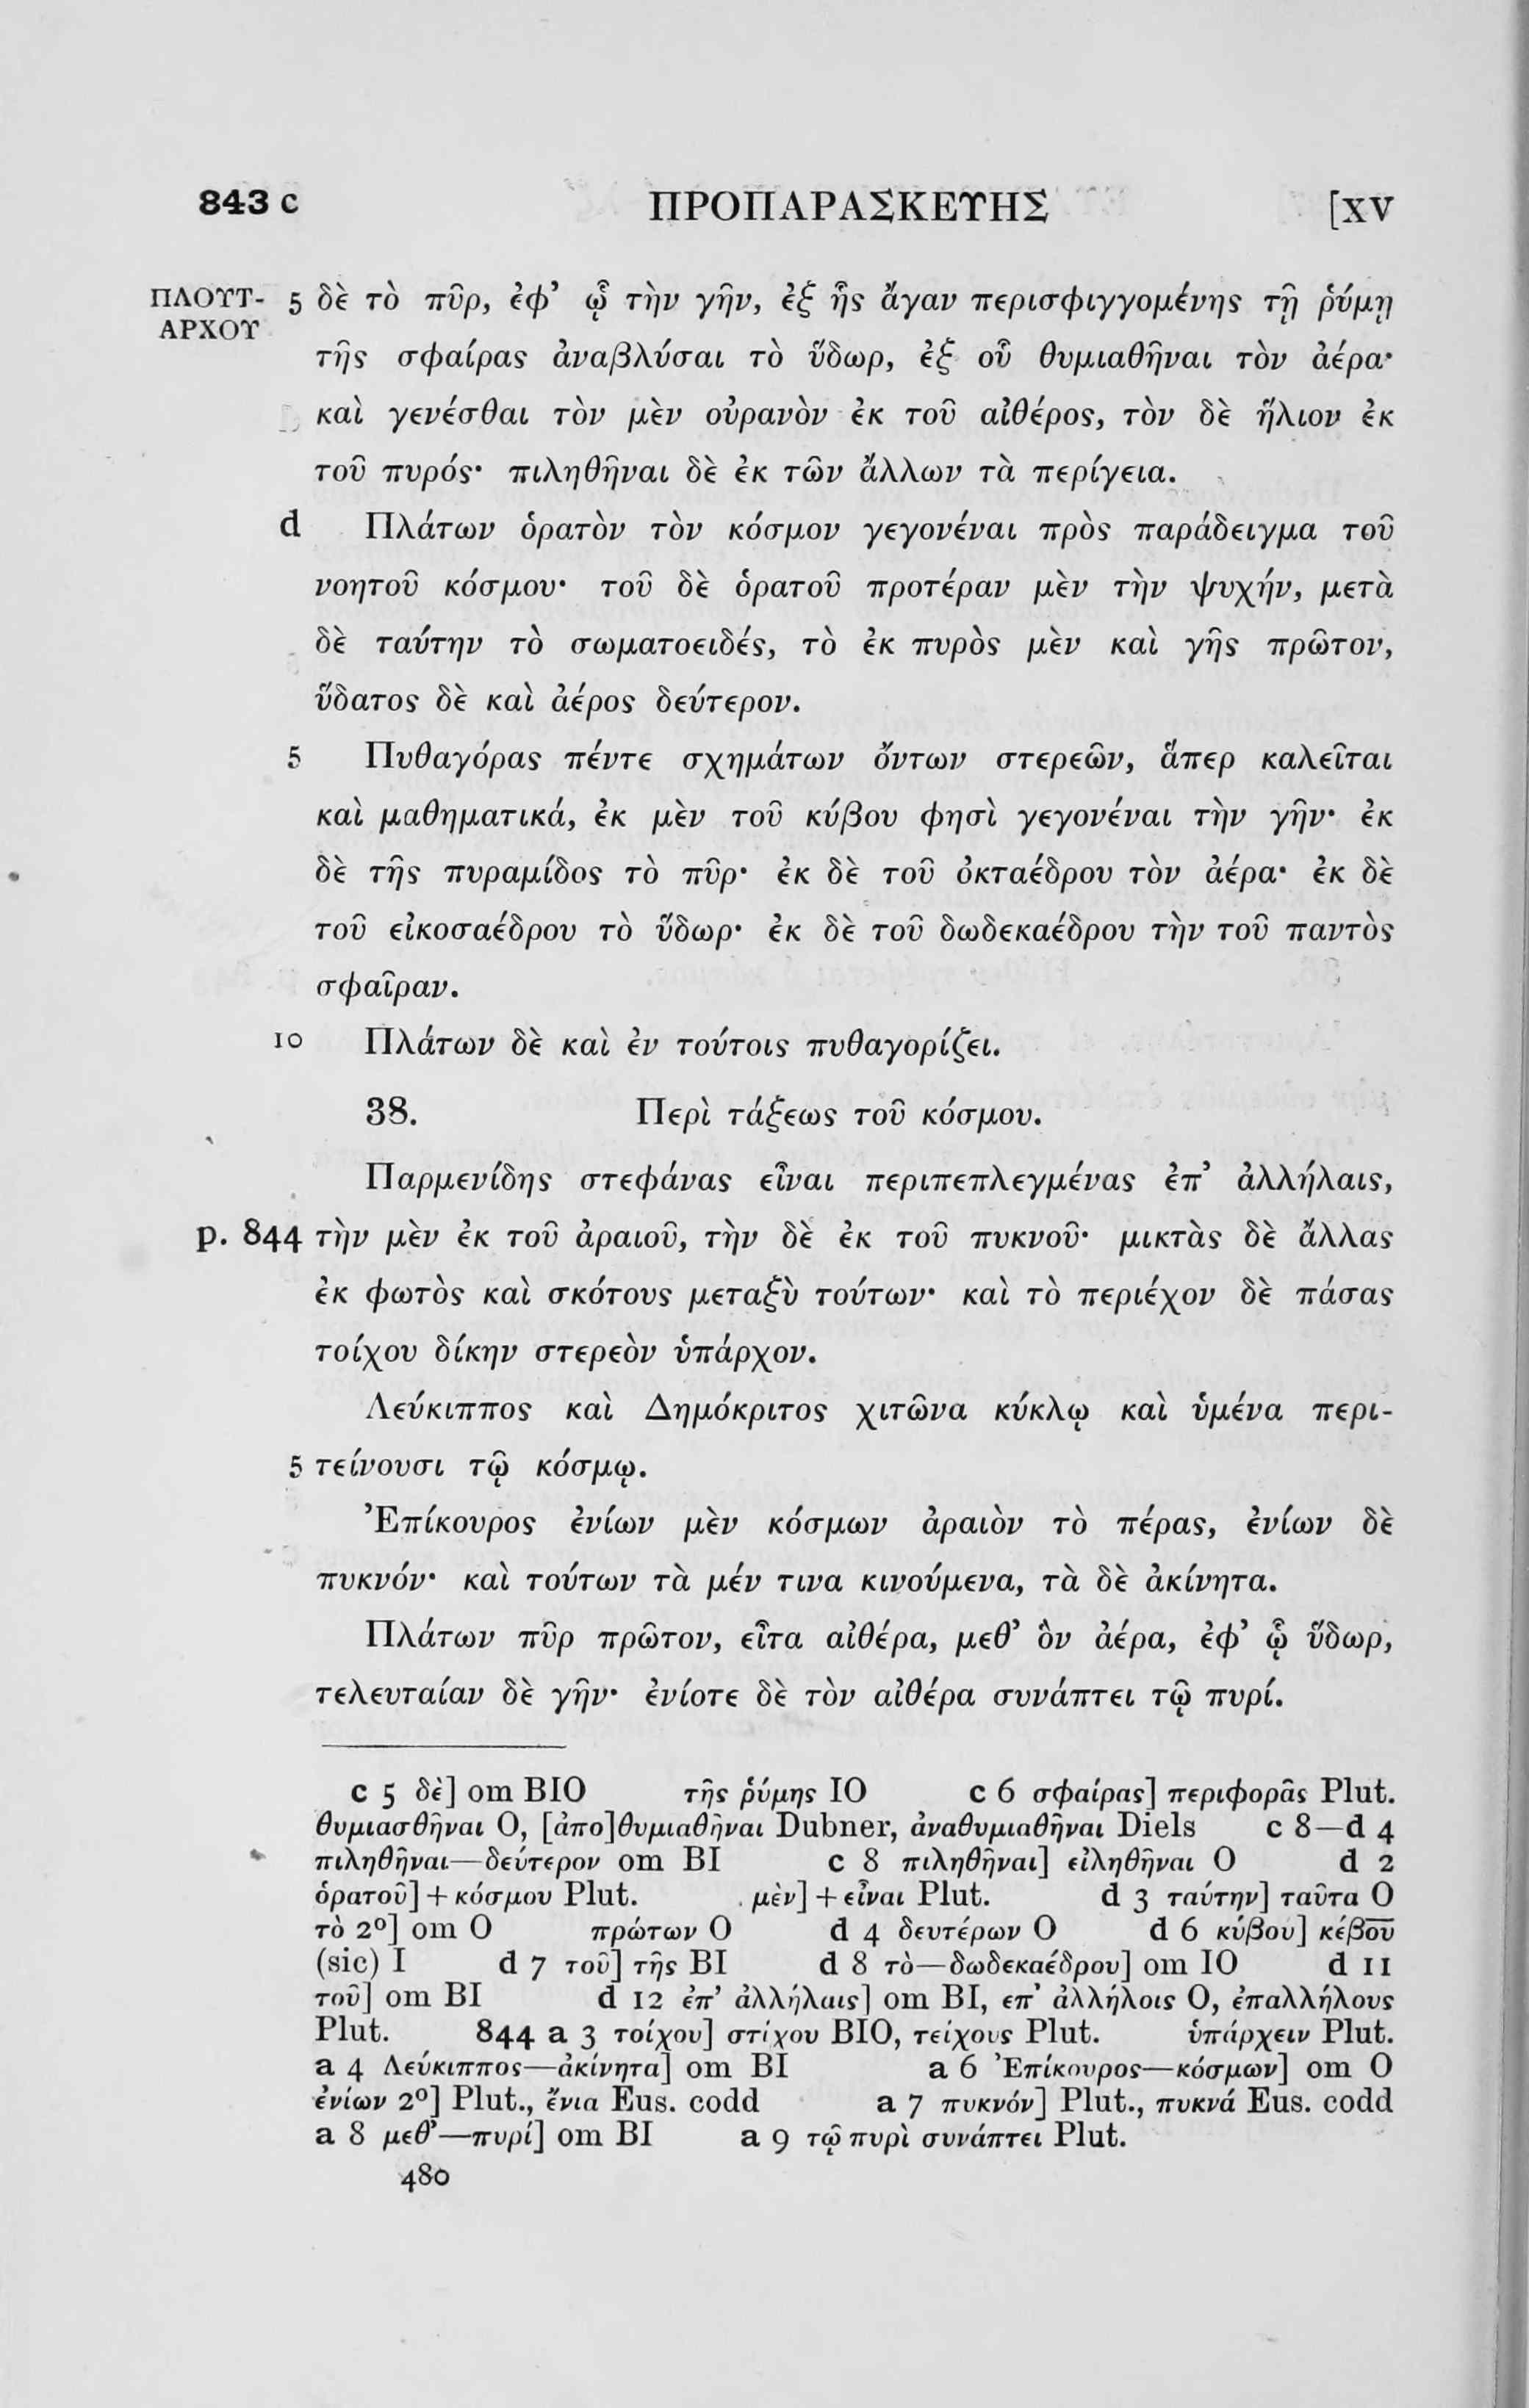 843 c ΠΡΟΠΑΡΑΣΚΕΥΗΣ [XV
ΠΛΟΥΤ- 5 δὲ τὸ πῦρ, ἐφ’ ᾧ τὴν γῆν, ἐξ ἧς ἄγαν περισφιγγομένης τῇ ῥύμῃ
ΑΡΧΟΥ
τῆς σφαίρας ἀναβλύσαι τὸ ὕδωρ, ἐξ οὗ θυμιαθῆναι τὸν ἀέρα·
καὶ γενέσθαι τὸν μὲν οὐρανὸν ἐκ τοῦ αἰθέρος, τὸν δὲ ἥλιον ἐκ
τοῦ πυρός· πιληθῆναι δὲ ἐκ τῶν ἄλλων τὰ περίγεια.
d Πλάτων ὁρατὸν τὸν κόσμον γεγονέναι πρὸς παράδειγμα τοῦ
νοητοῦ κόσμου· τοῦ δὲ ὁρατοῦ προτέραν μὲν τὴν ψυχήν, μετὰ
δὲ ταύτην τὸ σωματοειδές, τὸ ἐκ πυρὸς μὲν καὶ γῆς πρῶτον,
ὕδατος δὲ καὶ ἀέρος δεύτερον.
5 Πυθαγόρας πέντε σχημάτων ὄντων στερεῶν, ἅπερ καλεῖται
καὶ μαθηματικά, ἐκ μὲν τοῦ κύβου φησὶ γεγονέναι τὴν γῆν· ἐκ
δὲ τῆς πυραμίδος τὸ πῦρ· ἐκ δὲ τοῦ ὀκταέδρου τὸν ἀέρα· ἐκ δὲ
τοῦ εἰκοσαέδρου τὸ ὕδωρ· ἐκ δὲ τοῦ δωδεκαέδρου τὴν τοῦ παντὸς
σφαῖραν.
10 Πλάτων δὲ καὶ ἐν τούτοις πυθαγορίζει.
38. Περὶ τάξεως τοῦ κόσμου.
Παρμενίδης στεφάνας εἶναι περιπεπλεγμένας ἐπ’ ἀλλήλαις,
p. 844 τὴν μὲν ἐκ τοῦ ἀραιοῦ, τὴν δὲ ἐκ τοῦ πυκνοῦ· μικτὰς δὲ ἄλλας
ἐκ φωτὸς καὶ σκότους μεταξὺ τούτων· καὶ τὸ περιέχον δὲ πάσας
τοίχου δίκην στερεὸν ὑπάρχον.
Λεύκιππος καὶ Δημόκριτος χιτῶνα κύκλῳ καὶ ὑμένα περι-
5 τείνουσι τῷ κόσμῳ.
Ἐπίκουρος ἐνίων μὲν κόσμων ἀραιὸν τὸ πέρας, ἐνίων δὲ
πυκνόν· καὶ τούτων τὰ μέν τινα κινούμενα, τὰ δὲ ἀκίνητα.
Πλάτων πῦρ πρῶτον, εἶτα αἰθέρα, μεθ’ ὃν ἀέρα, ἐφ’ ᾧ ὕδωρ,
τελευταίαν δὲ γῆν· ἐνίοτε δὲ τὸν αἰθέρα συνάπτει τῷ πυρί.
c 5 δὲ] om BIO τῆς ῥύμης IO c 6 σφαίρας] περιφορᾶς Plut.
θυμιασθῆναι O, [ἀπο]θυμιαθῆναι Dubner, ἀναθυμιαθῆναι Diels c 8—d 4
πιληθῆναι—δεύτερον om BI c 8 πιληθῆναι] εἰληθῆναι O d 2
ὁρατοῦ] + κόσμου Plut. μὲν] + εἶναι Plut. d 3 ταύτην] ταῦτα O
τὸ 2⁰] om O πρώτων O d 4 δευτέρων O d 6 κύβου] κέβου
(sic) I d 7 τοῦ] τῆς BI d 8 τὸ—δωδεκαέδρου] om IO d 11
τοῦ] om BI d 12 ἐπ’ ἀλλήλαις] om BI, επ’ ἀλλήλοις O, ἐπαλλήλους
Plut. 844 a 3 τοίχου] στίχου BIO, τείχους Plut. ὑπάρχειν Plut.
a 4 Λεύκιππος—ἀκίνητα] om BI a 6 Ἐπίκουρος—κόσμων] om O
ἐνίων 2⁰] Plut., ἔνια Eus. codd a 7 πυκνόν] Plut., πυκνά Eus. codd
a 8 μεθ’—πυρί] om BI a 9 τῷ πυρὶ συνάπτει Plut.
480